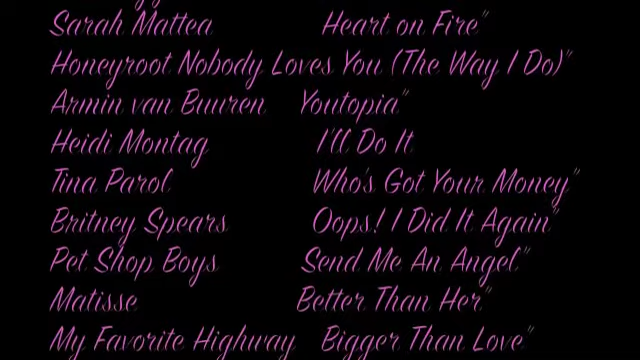 Sarah Mattea Heart on Fire"
Honeyroot Nobody Loves You (The Way I Do)"
Armin van Buuren Youtopia"
Heidi Montag I'll Do It
Tina Parol Who's Got Your Money"
Britney Spears Oops! I Did It Again"
Pet Shop Boys Send Me An Angel"
Matisse Better Than Her"
My Favorite Highway Bigger Than Love"